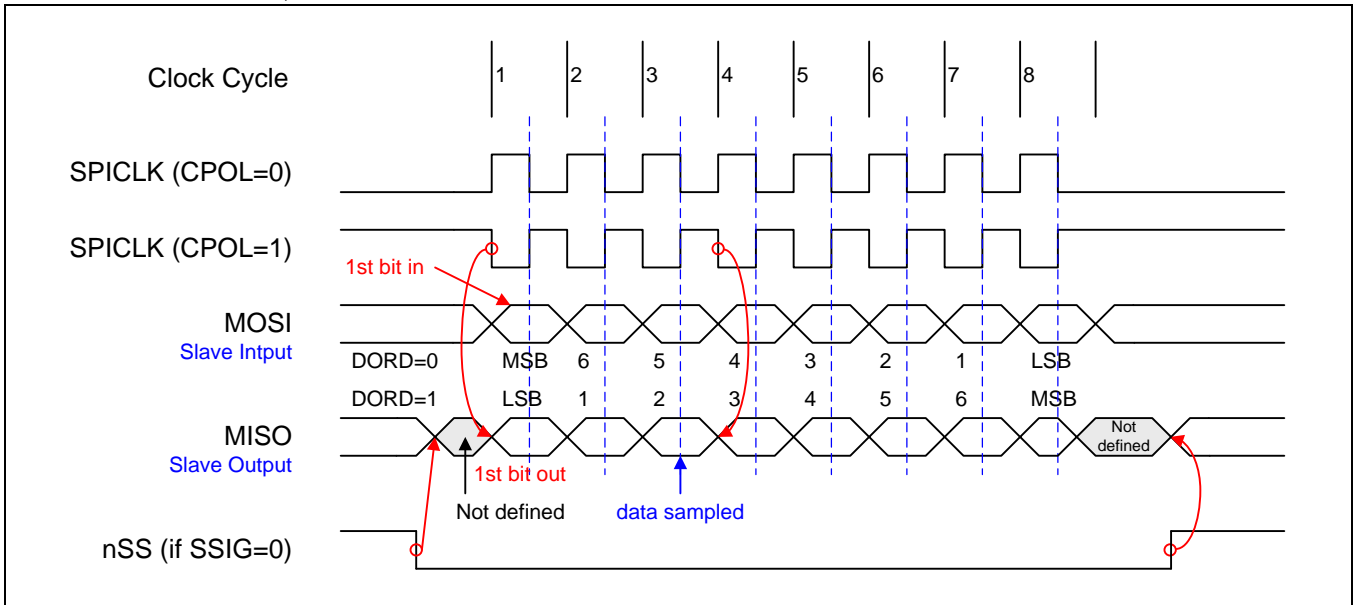 Clock Cycle 1 2 3 4 5 6 7 8
SPICLK (CPOL=0)
SPICLK (CPOL=1)
1st bit in
MOSI
Slave Intput
DORD=0 MSB 6 5 4 3 2 1 LSB
DORD=1 LSB 1 2 3 4 5 6 MSB
MISO
Slave Output
Not
defined
1st bit out
Not defined data sampled
nSS (if SSIG=0)